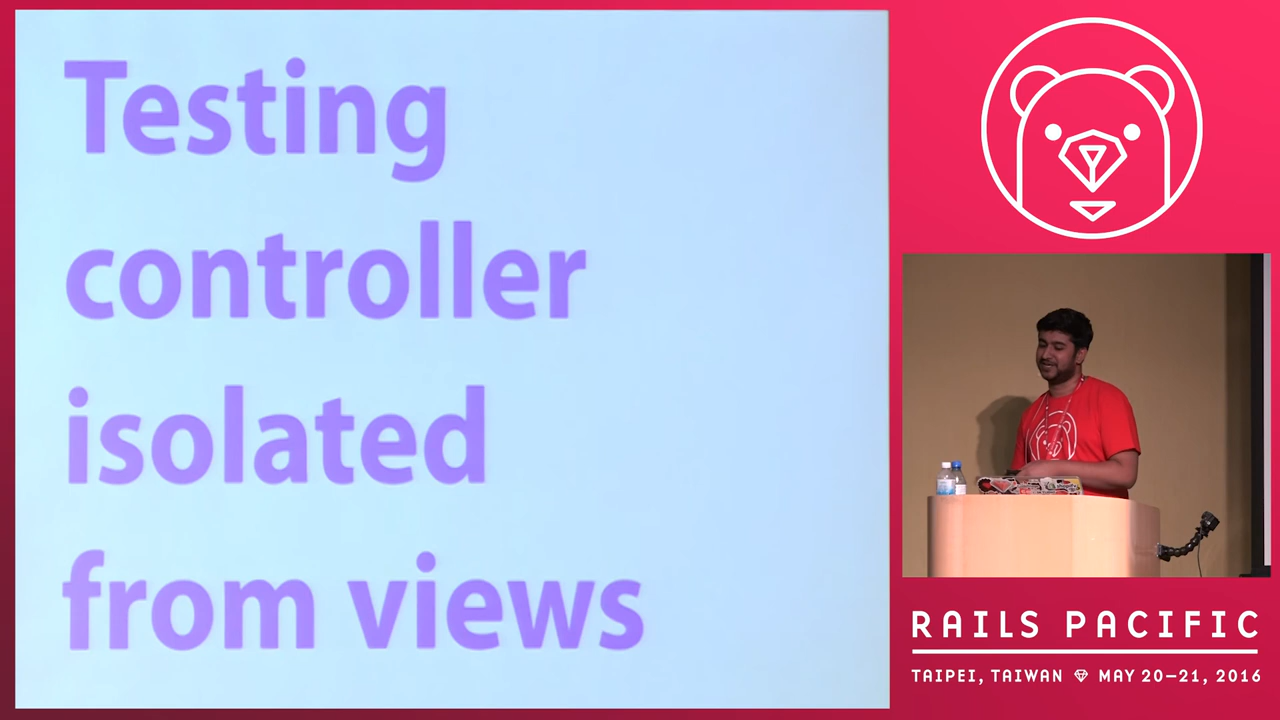 Testing
controller
isolated
from views
RAILS PACIFIC
TAIPEI, TAIWAN MAY 20–21, 2016